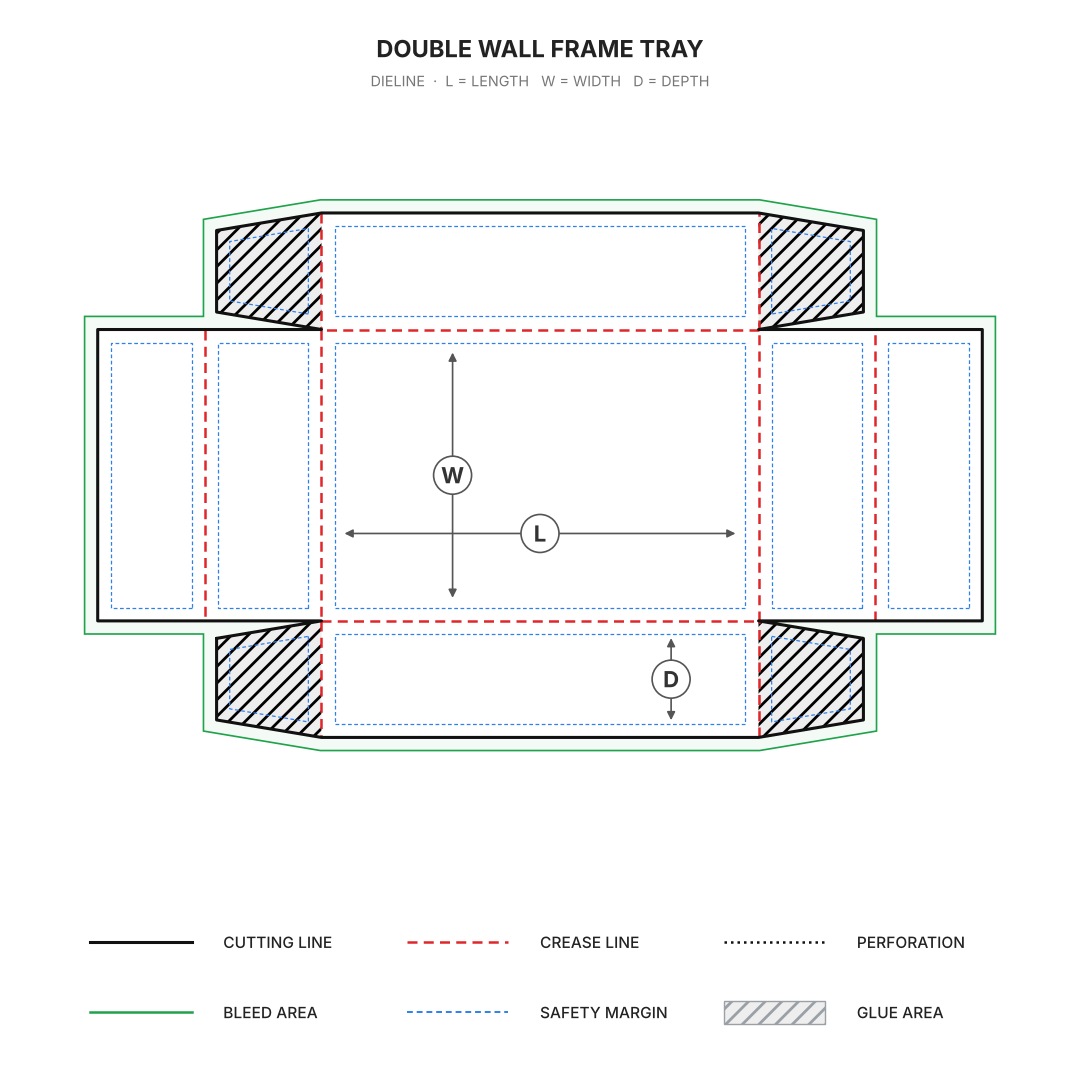 DOUBLE WALL FRAME TRAY
DIELINE · L = LENGTH W = WIDTH D = DEPTH
W
L
D
CUTTING LINE
CREASE LINE
PERFORATION
BLEED AREA
SAFETY MARGIN
GLUE AREA